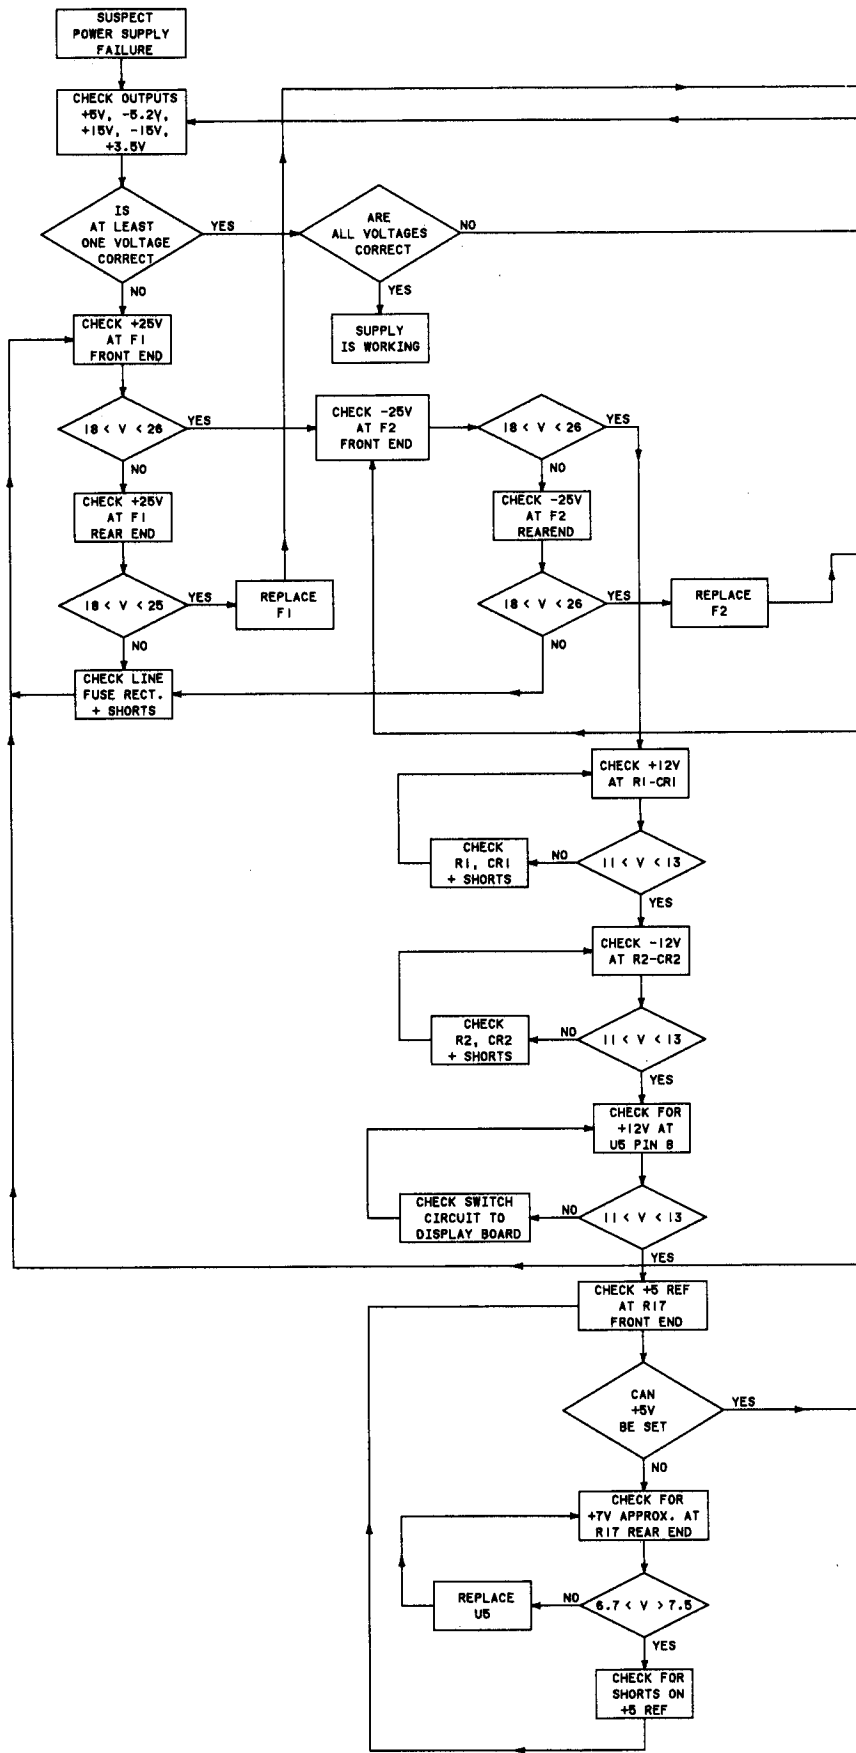 SUSPECT
POWER SUPPLY
FAILURE
CHECK OUTPUTS
+5V, -5.2V,
+15V, -15V,
+3.5V
IS
AT LEAST
ONE VOLTAGE
CORRECT
YES
NO
ARE
ALL VOLTAGES
CORRECT
NO
YES
SUPPLY
IS WORKING
CHECK +25V
AT F1
FRONT END
18 < V < 26
YES
NO
CHECK -25V
AT F2
FRONT END
18 < V < 26
YES
NO
CHECK +25V
AT F1
REAR END
CHECK -25V
AT F2
REAREND
18 < V < 25
YES
NO
REPLACE
F1
18 < V < 26
YES
NO
REPLACE
F2
CHECK LINE
FUSE RECT.
+ SHORTS
CHECK +12V
AT R1-CR1
11 < V < 13
NO
YES
CHECK
R1, CR1
+ SHORTS
CHECK -12V
AT R2-CR2
11 < V < 13
NO
YES
CHECK
R2, CR2
+ SHORTS
CHECK FOR
+12V AT
U5 PIN 8
11 < V < 13
NO
YES
CHECK SWITCH
CIRCUIT TO
DISPLAY BOARD
CHECK +5 REF
AT R17
FRONT END
CAN
+5V
BE SET
YES
NO
CHECK FOR
+7V APPROX. AT
R17 REAR END
6.7 < V > 7.5
NO
YES
REPLACE
U5
CHECK FOR
SHORTS ON
+5 REF